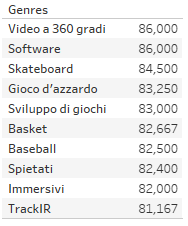 Genres
Video a 360 gradi 86,000
Software 86,000
Skateboard 84,500
Gioco d'azzardo 83,250
Sviluppo di giochi 83,000
Basket 82,667
Baseball 82,500
Spietati 82,400
Immersivi 82,000
TrackIR 81,167